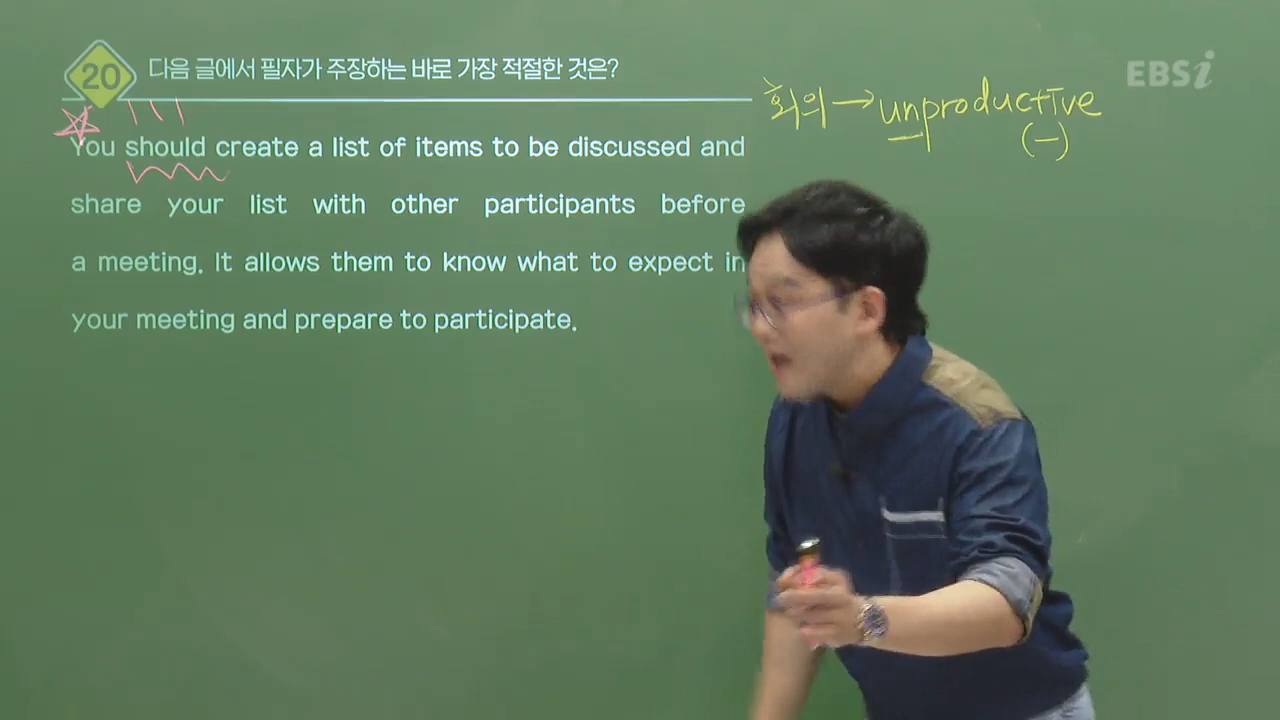 20 다음 글에서 필자가 주장하는 바로 가장 적절한 것은?
EBSi
회의 → unproductive
(-)
You should create a list of items to be discussed and
share your list with other participants before
a meeting. It allows them to know what to expect in
your meeting and prepare to participate.